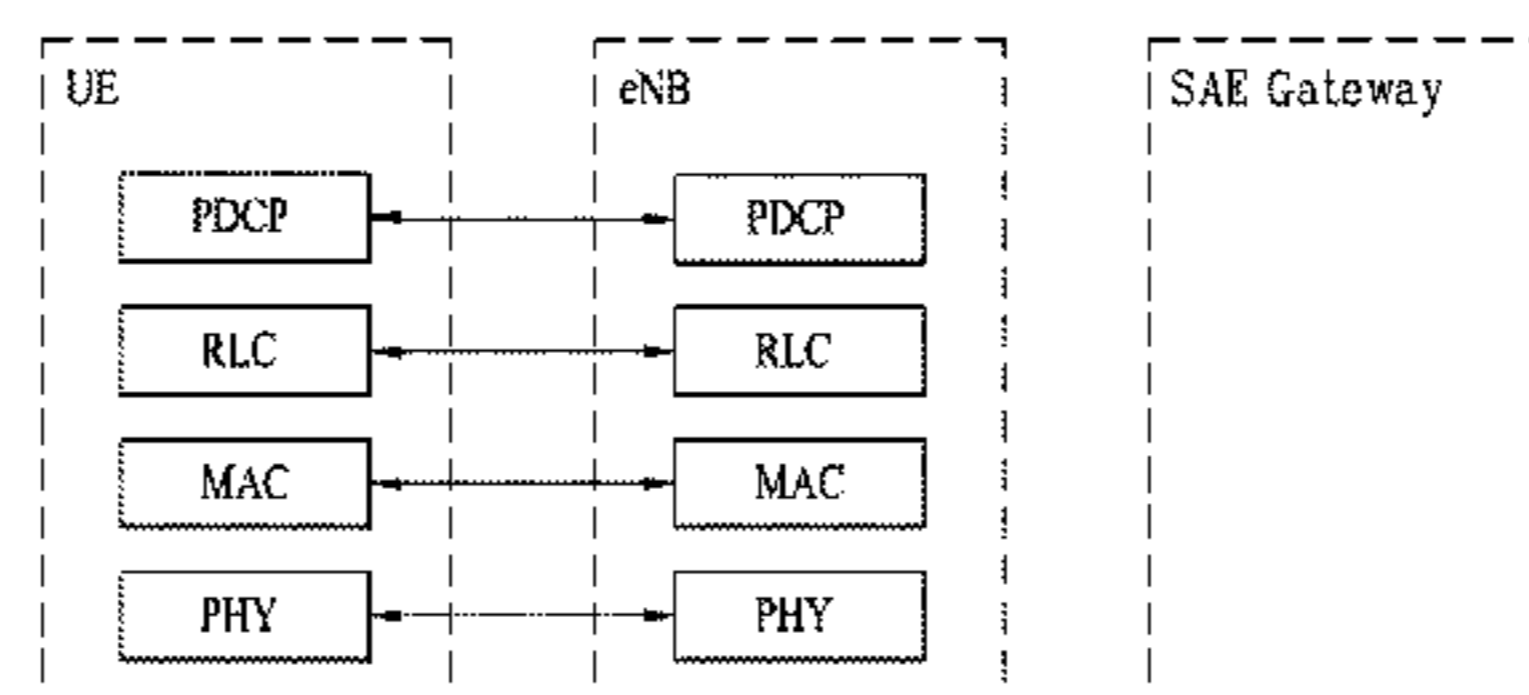 UE eNB SAE Gateway
PDCP PDCP
RLC RLC
MAC MAC
PHY PHY